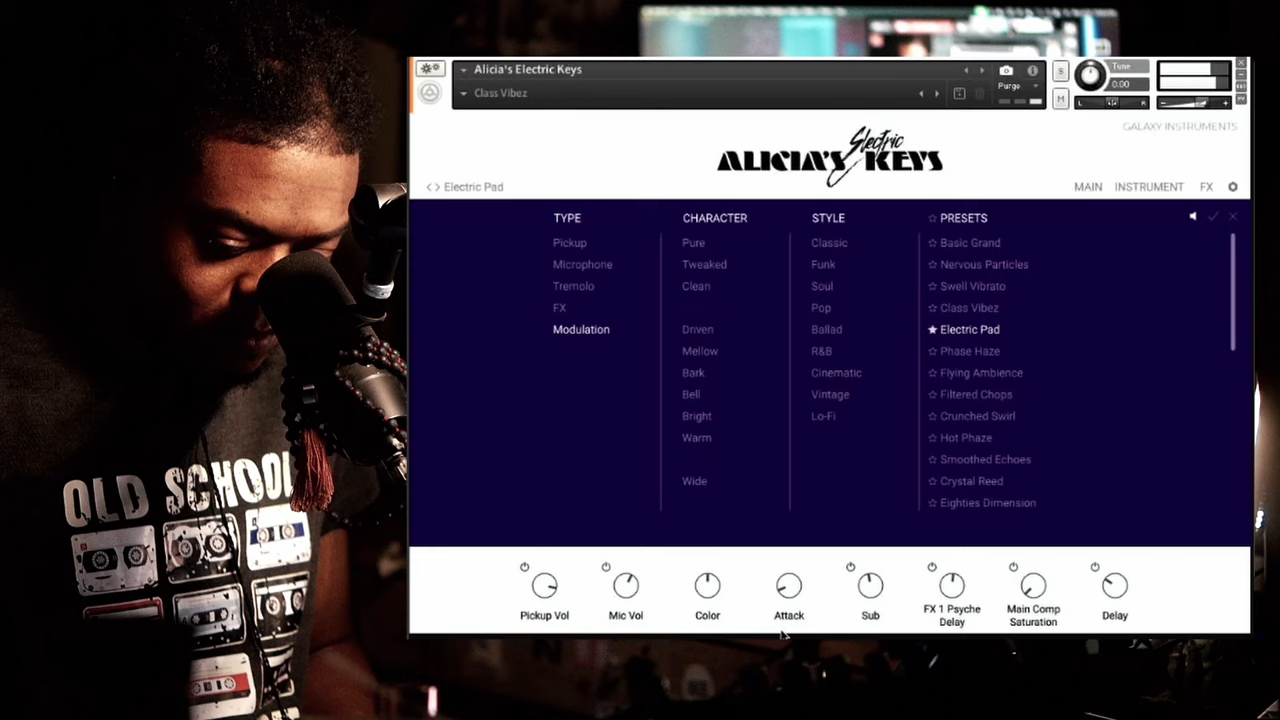 Alicia's Electric Keys
Class Vibez
Purge
S
M
Tune
0.00
L
R
GALAXY INSTRUMENTS
ALICIA'S Electric KEYS
<> Electric Pad
MAIN INSTRUMENT FX
TYPE
Pickup
Microphone
Tremolo
FX
Modulation
CHARACTER
Pure
Tweaked
Clean
Driven
Mellow
Bark
Bell
Bright
Warm
Wide
STYLE
Classic
Funk
Soul
Pop
Ballad
R&B
Cinematic
Vintage
Lo-Fi
PRESETS
Basic Grand
Nervous Particles
Swell Vibrato
Class Vibez
Electric Pad
Phase Haze
Flying Ambience
Filtered Chops
Crunched Swirl
Hot Phaze
Smoothed Echoes
Crystal Reed
Eighties Dimension
Pickup Vol
Mic Vol
Color
Attack
Sub
FX 1 Psyche
Delay
Main Comp
Saturation
Delay
OLD SCHOOL